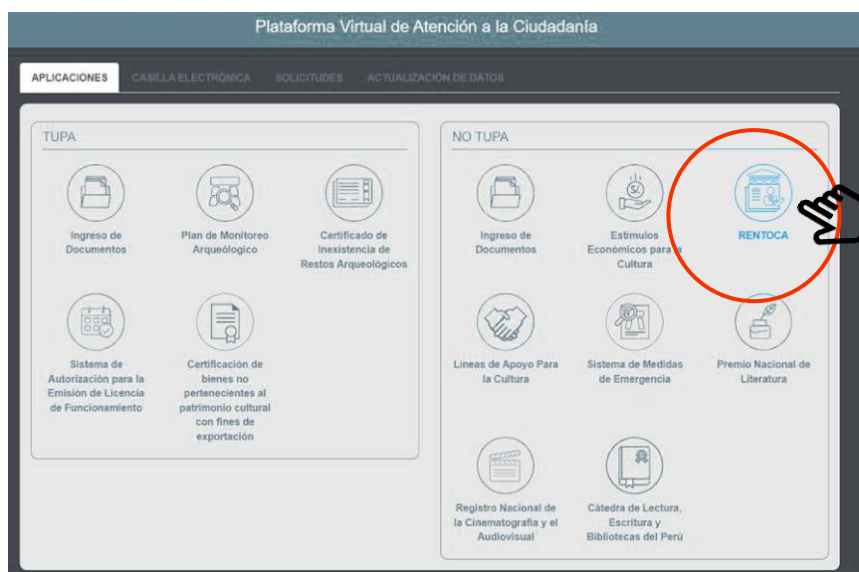 Plataforma Virtual de Atención a la Ciudadanía
APLICACIONES
CASILLA ELECTRÓNICA
SOLICITUDES
ACTUALIZACIÓN DE DATOS
TUPA
Ingreso de
Documentos
Plan de Monitoreo
Arqueólogico
Certificado de
Inexistencia de
Restos Arqueológicos
Sistema de
Autorización para la
Emisión de Licencia
de Funcionamiento
Certificación de
bienes no
pertenecientes al
patrimonio cultural
con fines de
exportación
NO TUPA
Ingreso de
Documentos
Estímulos
Económicos para la
Cultura
RENTOCA
Líneas de Apoyo Para
la Cultura
Sistema de Medidas
de Emergencia
Premio Nacional de
Literatura
Registro Nacional de
la Cinematografía y el
Audiovisual
Cátedra de Lectura,
Escritura y
Bibliotecas del Perú